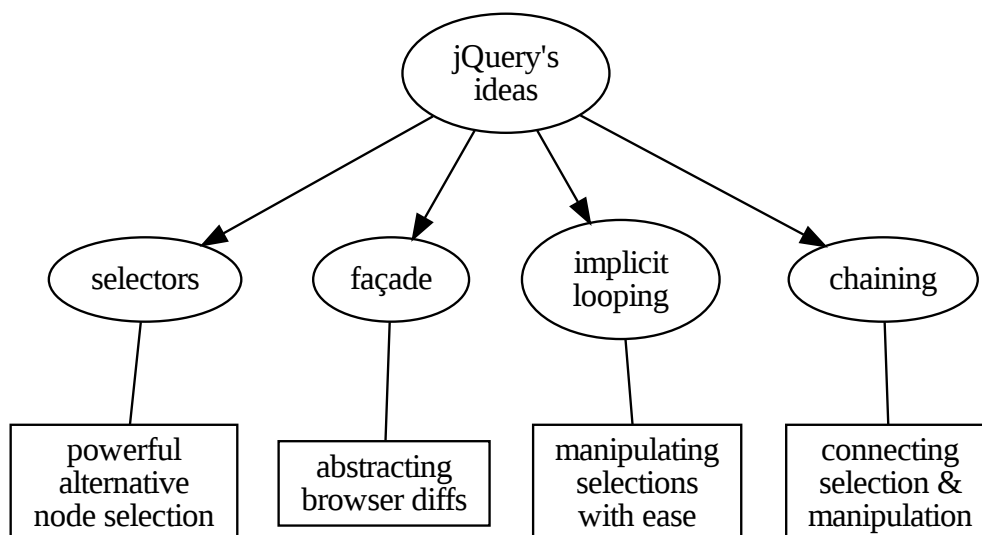 jQuery's
ideas
selectors
façade
implicit
looping
chaining
powerful
alternative
node selection
abstracting
browser diffs
manipulating
selections
with ease
connecting
selection &
manipulation